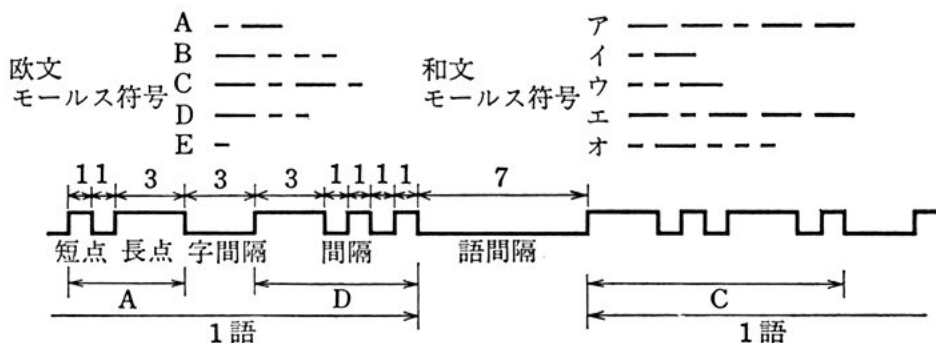 欧文
モールス符号
A
B
C
D
E
和文
モールス符号
ア
イ
ウ
エ
オ
1 1 3 3 3 1 1 1 1 7
短点 長点 字間隔 間隔 語間隔
A D C
1語 1語